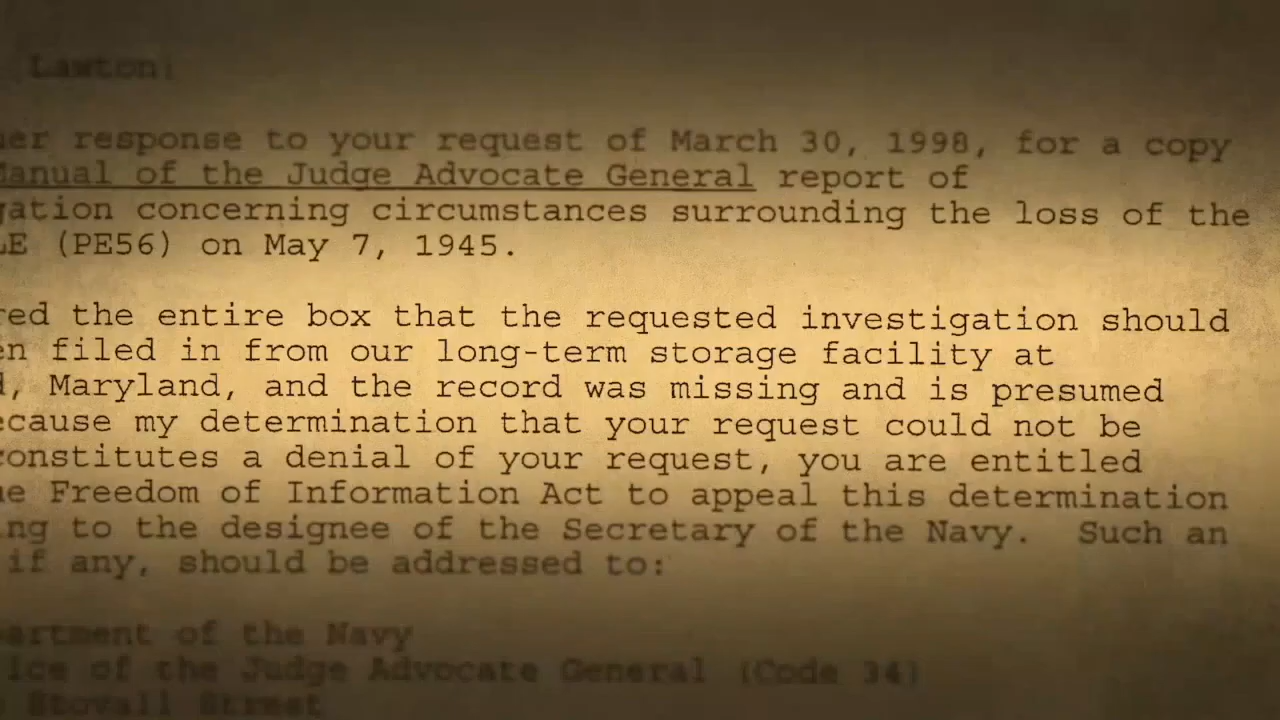 Lawton:
er response to your request of March 30, 1998, for a copy
Manual of the Judge Advocate General report of
gation concerning circumstances surrounding the loss of the
LE (PE56) on May 7, 1945.
red the entire box that the requested investigation should
en filed in from our long-term storage facility at
, Maryland, and the record was missing and is presumed
ecause my determination that your request could not be
constitutes a denial of your request, you are entitled
e Freedom of Information Act to appeal this determination
ng to the designee of the Secretary of the Navy. Such an
if any, should be addressed to:
artment of the Navy
ice of the Judge Advocate General (Code 34)
Stovall Street